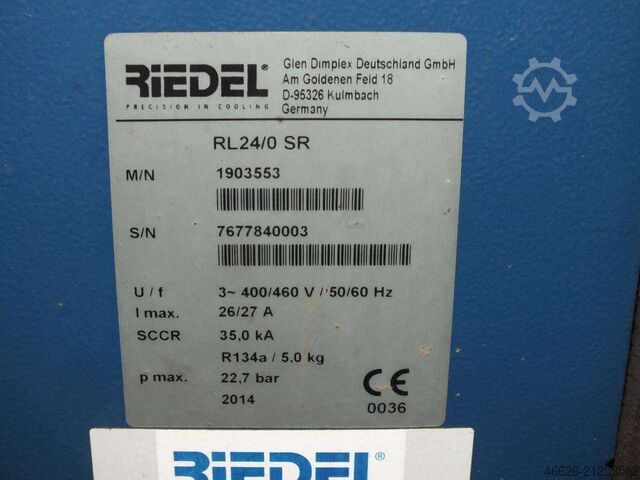 RIEDEL®
PRECISION IN COOLING
Glen Dimplex Deutschland GmbH
Am Goldenen Feld 18
D-95326 Kulmbach
Germany
RL24/0 SR
M/N 1903553
S/N 7677840003
U / f 3~ 400/460 V / 50/60 Hz
I max. 26/27 A
SCCR 35,0 kA
R134a / 5,0 kg
p max. 22,7 bar
2014
CE
0036
RIEDEL®